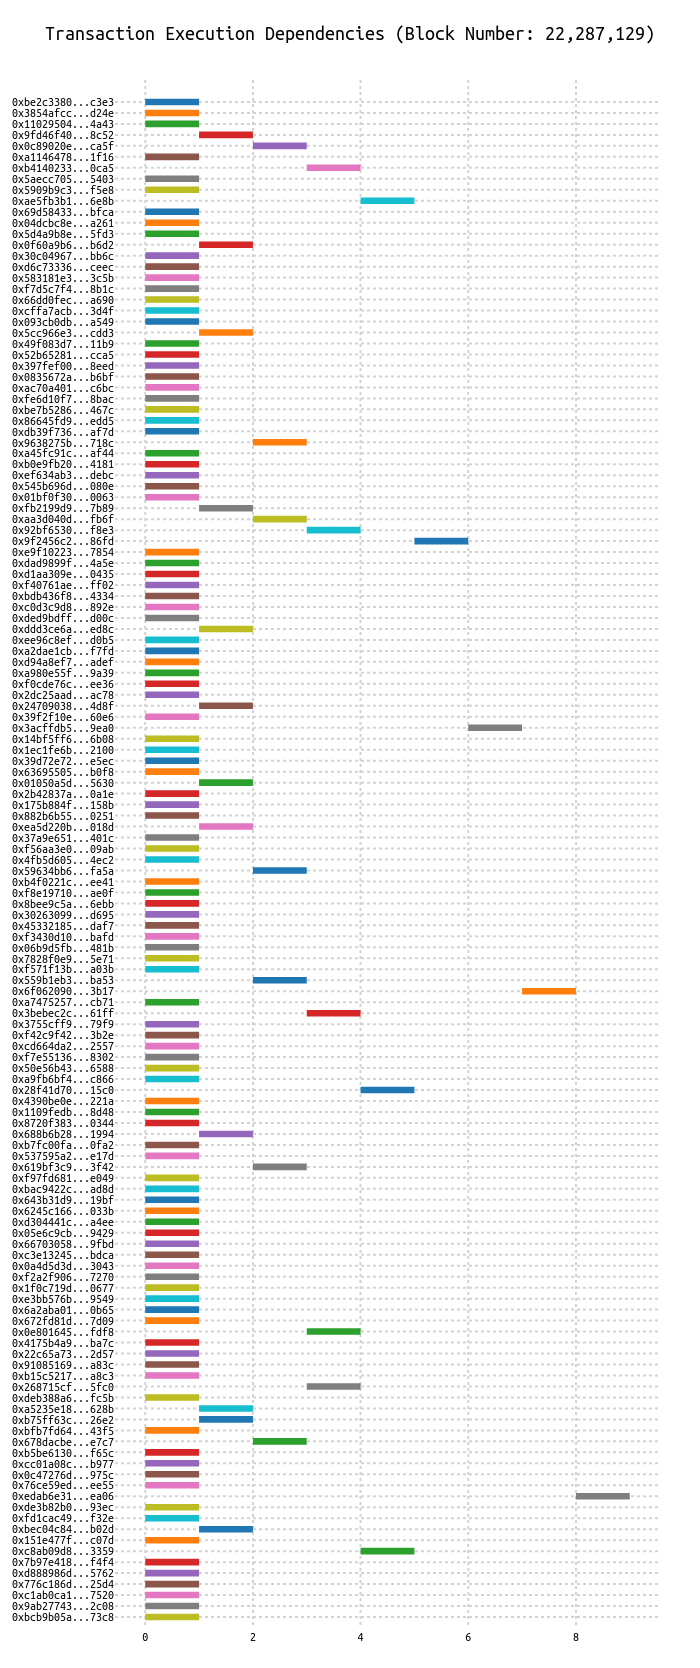 Transaction Execution Dependencies (Block Number: 22,287,129)
0xbe2c3380...c3e3
0x3854afcc...d24e
0x11029504...4a43
0x9fd46f40...8c52
0x0c89020e...ca5f
0xa1146478...1f16
0xb4140233...0ca5
0x5aecc705...5403
0x5909b9c3...f5e8
0xae5fb3b1...6e8b
0x69d58433...bfca
0x04dcbc8e...a261
0x5d4a9b8e...5fd3
0x0f60a9b6...b6d2
0x30c04967...bb6c
0xd6c73336...ceec
0x583181e3...3c5b
0xf7d5c7f4...8b1c
0x66dd0fec...a690
0xcffa7acb...3d4f
0x093cb0db...a549
0x5cc966e3...cdd3
0x49f083d7...11b9
0x52b65281...cca5
0x397fef00...8eed
0x0835672a...b6bf
0xac70a401...c6bc
0xfe6d10f7...8bac
0xbe7b5286...467c
0x86645fd9...edd5
0xdb39f736...af7d
0x9638275b...718c
0xa45fc91c...af44
0xb0e9fb20...4181
0xef634ab3...debc
0x545b696d...080e
0x01bf0f30...0063
0xfb2199d9...7b89
0xaa3d040d...fb6f
0x92bf6530...f8e3
0x9f2456c2...86fd
0xe9f10223...7854
0xdad9899f...4a5e
0xd1aa309e...0435
0xf40761ae...ff02
0xbdb436f8...4334
0xc0d3c9d8...892e
0xded9bdff...d00c
0xddd3ce6a...ed8c
0xee96c8ef...d0b5
0xa2dae1cb...f7fd
0xd94a8ef7...adef
0xa980e55f...9a39
0xf0cde76c...ee36
0x2dc25aad...ac78
0x24709038...4d8f
0x39f2f10e...60e6
0x3acffdb5...9ea0
0x14bf5ff6...6b08
0x1ec1fe6b...2100
0x39d72e72...e5ec
0x63695505...b0f8
0x01050a5d...5630
0x2b42837a...0a1e
0x175b884f...158b
0x882b6b55...0251
0xea5d220b...018d
0x37a9e651...401c
0xf56aa3e0...09ab
0x4fb5d605...4ec2
0x59634bb6...fa5a
0xb4f0221c...ee41
0xf8e19710...ae0f
0x8bee9c5a...6ebb
0x30263099...d695
0x45332185...daf7
0xf3430d10...bafd
0x06b9d5fb...481b
0x7828f0e9...5e71
0xf571f13b...a03b
0x559b1eb3...ba53
0x6f062090...3b17
0xa7475257...cb71
0x3bebec2c...61ff
0x3755cff9...79f9
0xf42c9f42...3b2e
0xcd664da2...2557
0xf7e55136...8302
0x50e56b43...6588
0xa9fb6bf4...c866
0x28f41d70...15c0
0x4390be0e...221a
0x1109fedb...8d48
0x8720f383...0344
0x688b6b28...1994
0xb7fc00fa...0fa2
0x537595a2...e17d
0x619bf3c9...3f42
0xf97fd681...e049
0xbac9422c...ad8d
0x643b31d9...19bf
0x6245c166...033b
0xd304441c...a4ee
0x05e6c9cb...9429
0x66703058...9fbd
0xc3e13245...bdca
0x0a4d5d3d...3043
0xf2a2f906...7270
0x1f0c719d...0677
0xe3bb576b...9549
0x6a2aba01...0b65
0x672fd81d...7d09
0x0e801645...fdf8
0x4175b4a9...ba7c
0x22c65a73...2d57
0x91085169...a83c
0xb15c5217...a8c3
0x268715cf...5fc0
0xdeb388a6...fc5b
0xa5235e18...628b
0xb75ff63c...26e2
0xbfb7fd64...43f5
0x678dacbe...e7c7
0xb5be6130...f65c
0xcc01a08c...b977
0x0c47276d...975c
0x76ce59ed...ee55
0xedab6e31...ea06
0xde3b82b0...93ec
0xfd1cac49...f32e
0xbec04c84...b02d
0x151e477f...c07d
0xc8ab09d8...3359
0x7b97e418...f4f4
0xd888986d...5762
0x776c186d...25d4
0xc1ab0ca1...7520
0x9ab27743...2c08
0xbcb9b05a...73c8
0 2 4 6 8